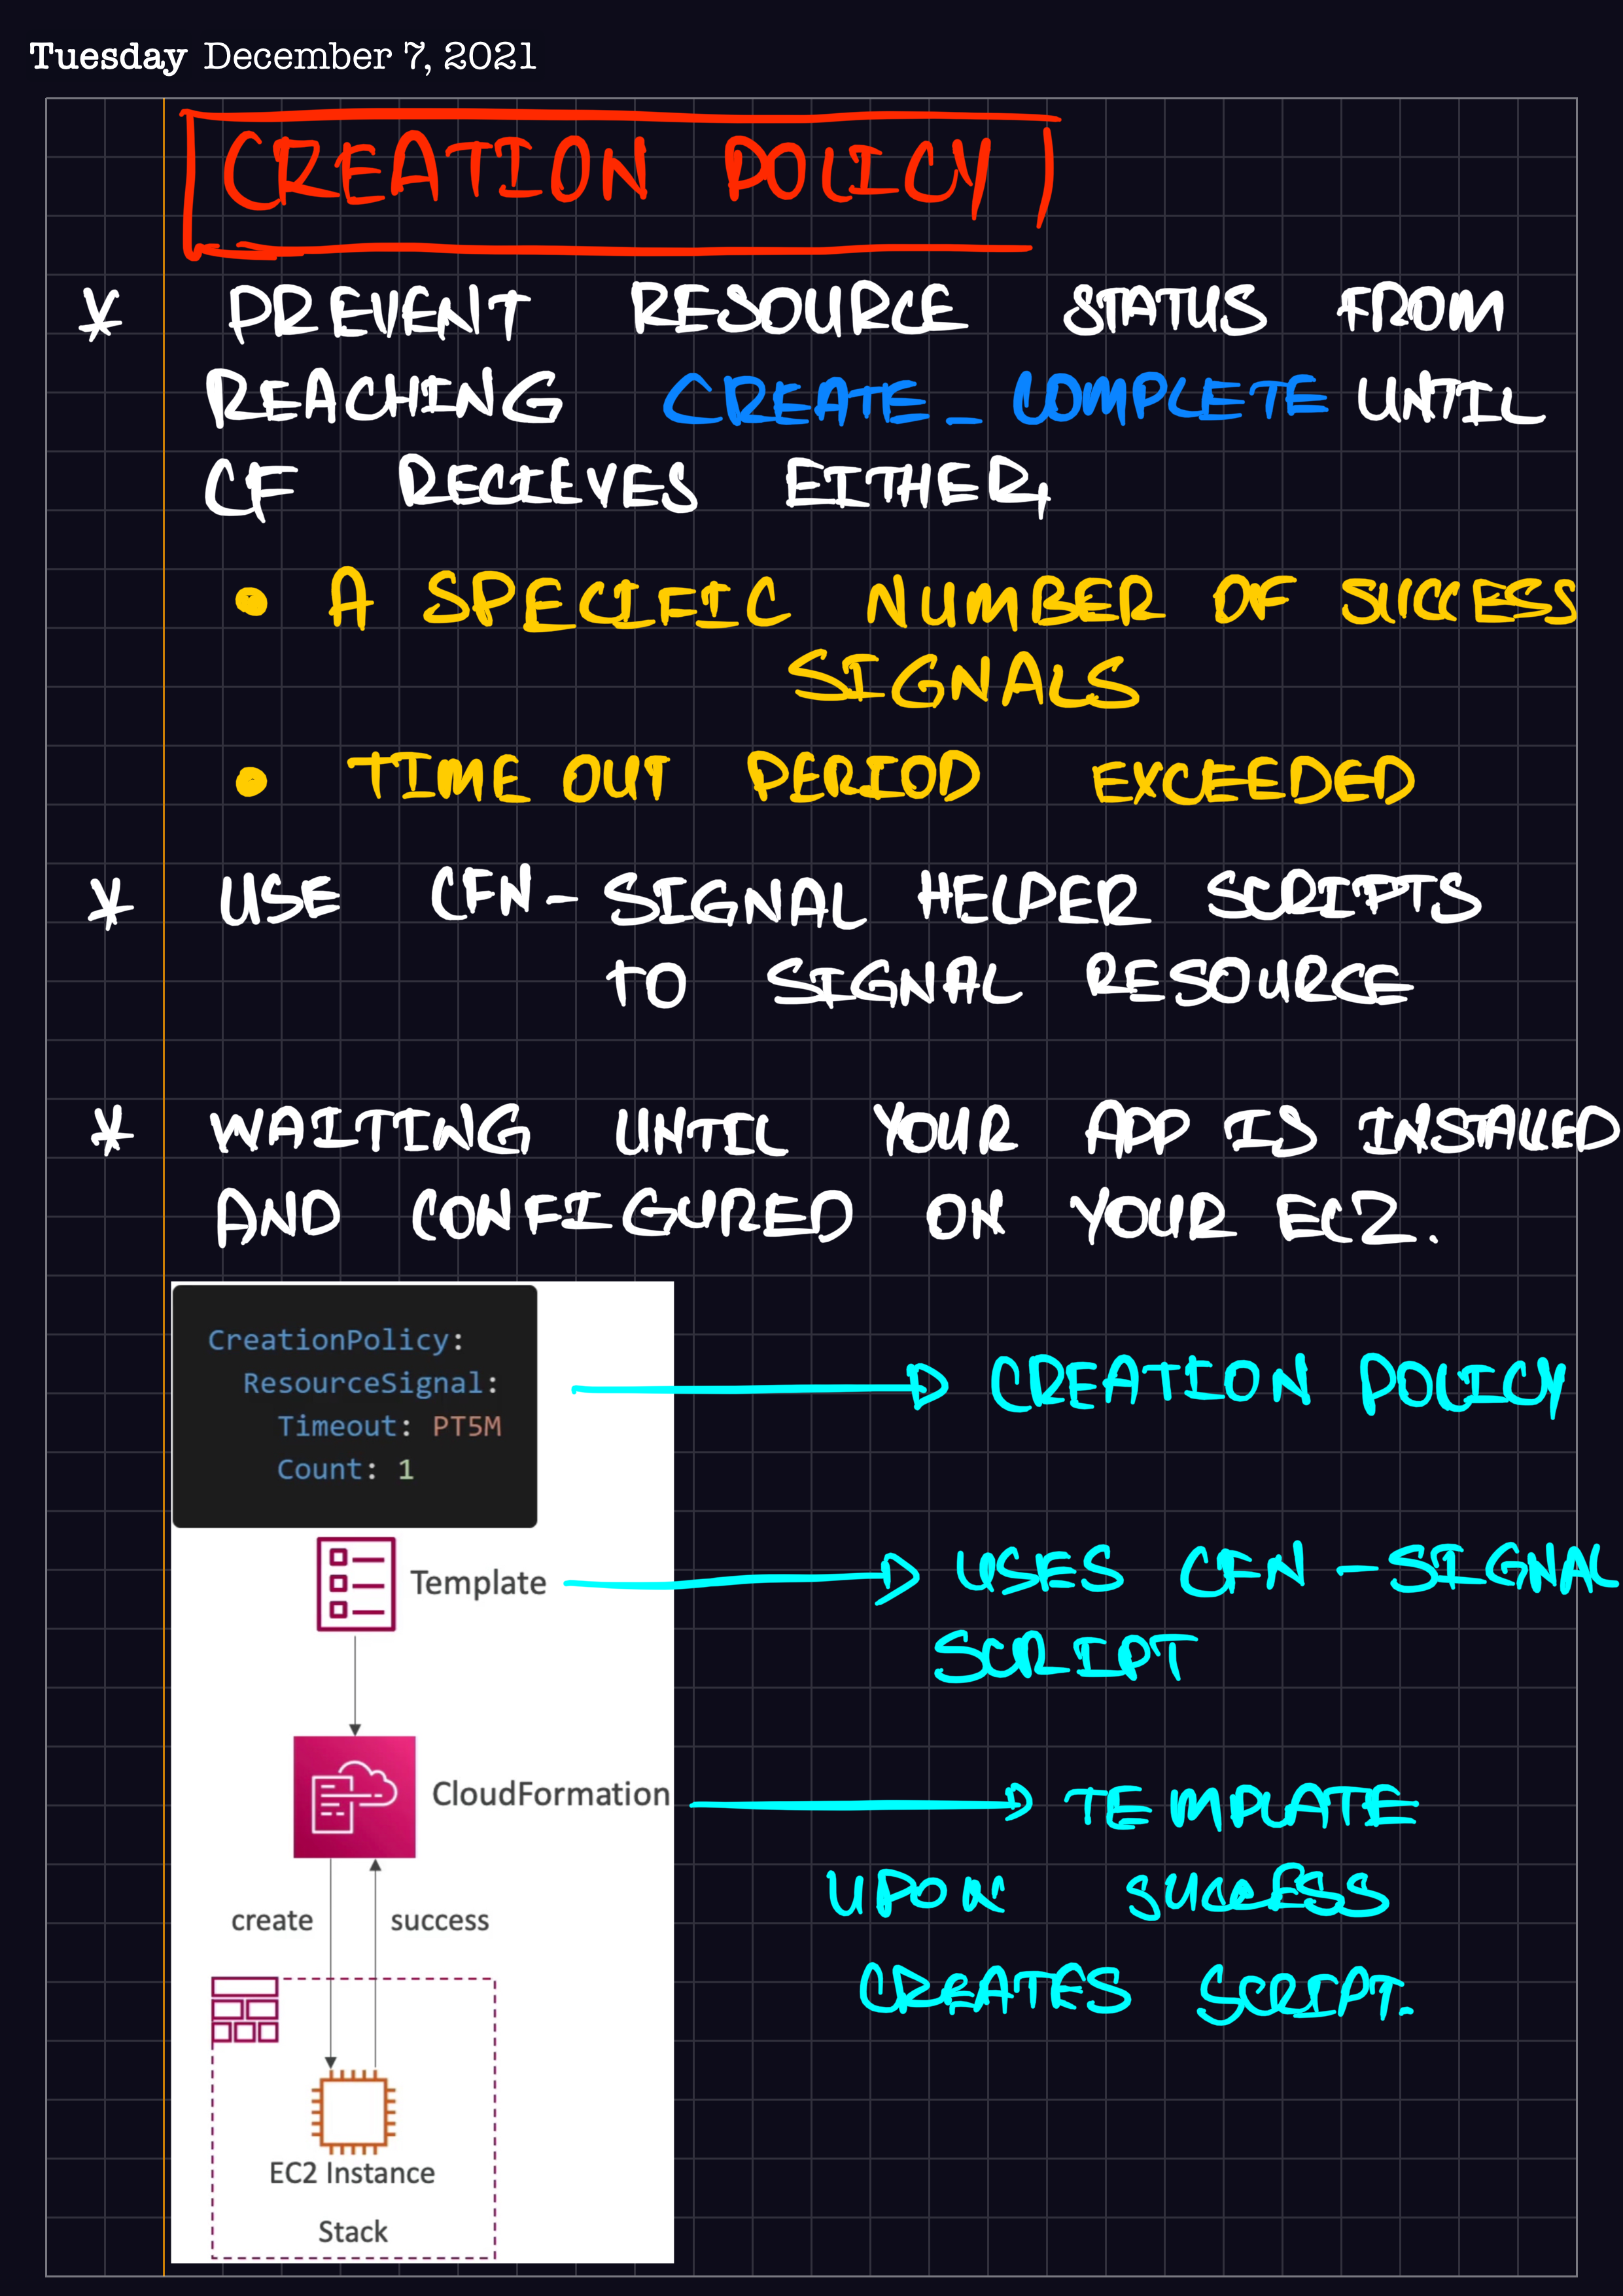 Tuesday December 7, 2021
CREATION POLICY
* PREVENT RESOURCE STATUS FROM
REACHING CREATE_COMPLETE UNTIL
CF RECIEVES EITHER,
• A SPECIFIC NUMBER OF SUCCESS
SIGNALS
• TIME OUT PERIOD EXCEEDED
* USE CFN-SIGNAL HELPER SCRIPTS
TO SIGNAL RESOURCE
* WAITING UNTIL YOUR APP IS INSTALLED
AND CONFIGURED ON YOUR EC2.
CreationPolicy:
ResourceSignal:
Timeout: PT5M
Count: 1
CREATION POLICY
Template
USES CFN-SIGNAL
SCRIPT
CloudFormation
TEMPLATE
UPON SUCCESS
CREATES SCRIPT.
create success
EC2 Instance
Stack